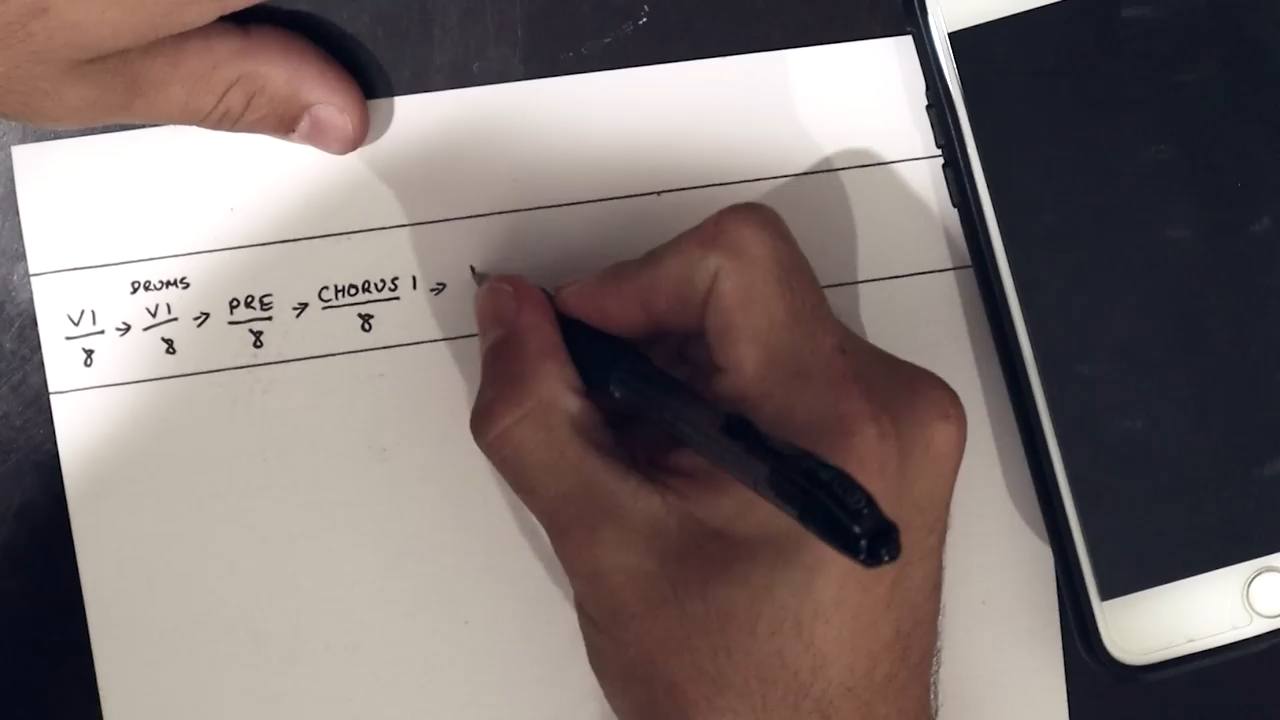 DRUMS
V1 → V1 → PRE → CHORUS 1 →
8 8 8 8